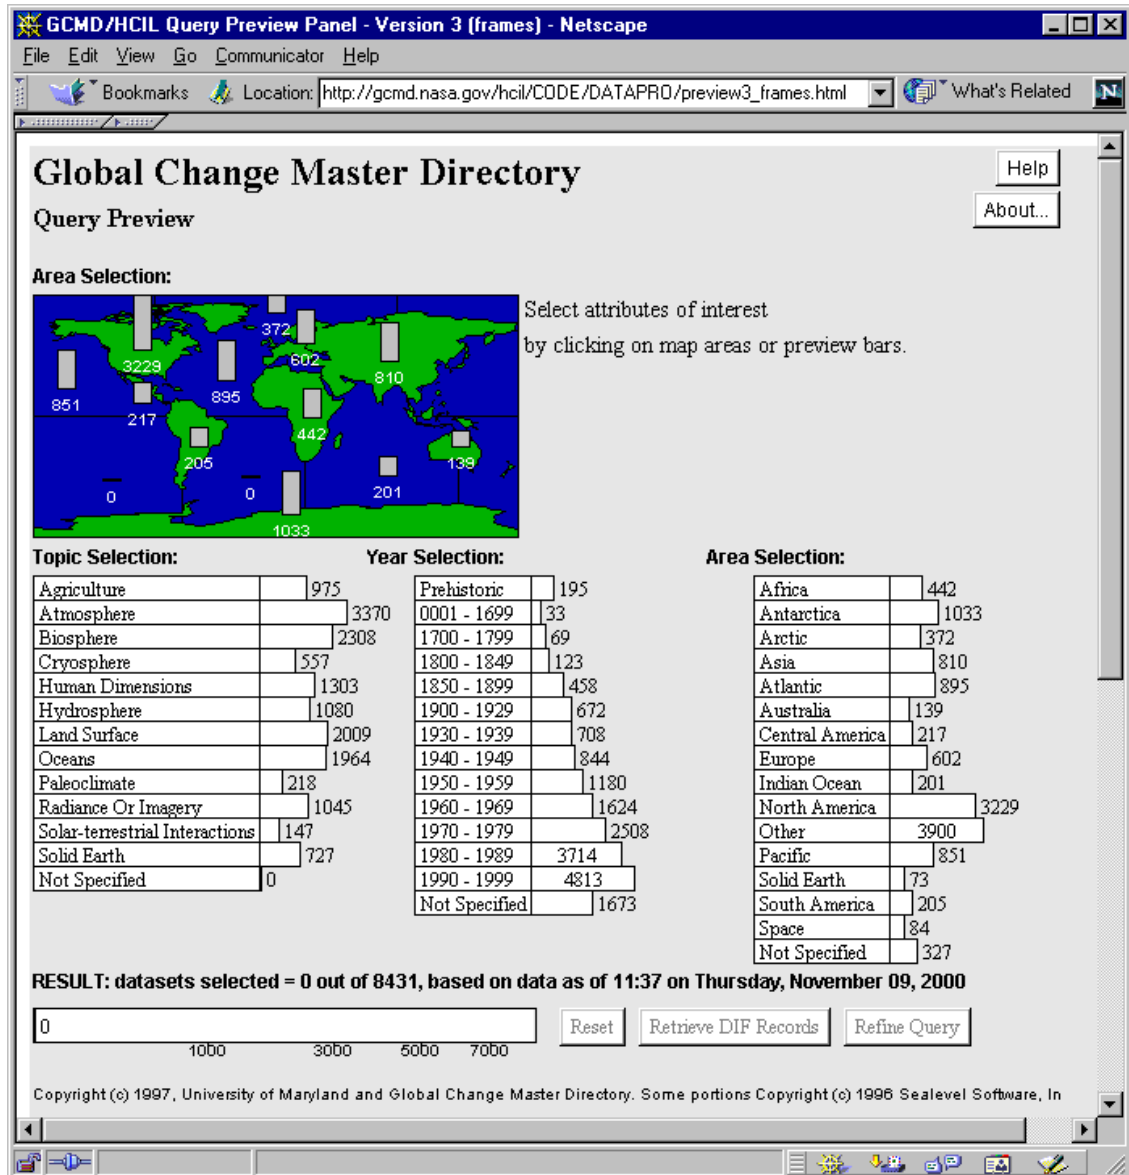 GCMD/HCIL Query Preview Panel - Version 3 (frames) - Netscape
File Edit View Go Communicator Help
Bookmarks Location: http://gcmd.nasa.gov/hcil/CODE/DATAPRO/preview3_frames.html What's Related N
Global Change Master Directory
Help
Query Preview
About...
Area Selection:
Select attributes of interest
by clicking on map areas or preview bars.
372
3229
602
810
851
895
217
442
205
139
0
0
201
1033
Topic Selection: Year Selection: Area Selection:
Agriculture 975 Prehistoric 195 Africa 442
Atmosphere 3370 0001 - 1699 33 Antarctica 1033
Biosphere 2308 1700 - 1799 69 Arctic 372
Cryosphere 557 1800 - 1849 123 Asia 810
Human Dimensions 1303 1850 - 1899 458 Atlantic 895
Hydrosphere 1080 1900 - 1929 672 Australia 139
Land Surface 2009 1930 - 1939 708 Central America 217
Oceans 1964 1940 - 1949 844 Europe 602
Paleoclimate 218 1950 - 1959 1180 Indian Ocean 201
Radiance Or Imagery 1045 1960 - 1969 1624 North America 3229
Solar-terrestrial Interactions 147 1970 - 1979 2508 Other 3900
Solid Earth 727 1980 - 1989 3714 Pacific 851
Not Specified 0 1990 - 1999 4813 Solid Earth 73
Not Specified 1673 South America 205
Space 84
Not Specified 327
RESULT: datasets selected = 0 out of 8431, based on data as of 11:37 on Thursday, November 09, 2000
0 Reset Retrieve DIF Records Refine Query
1000 3000 5000 7000
Copyright (c) 1997, University of Maryland and Global Change Master Directory. Some portions Copyright (c) 1996 Sealevel Software, In